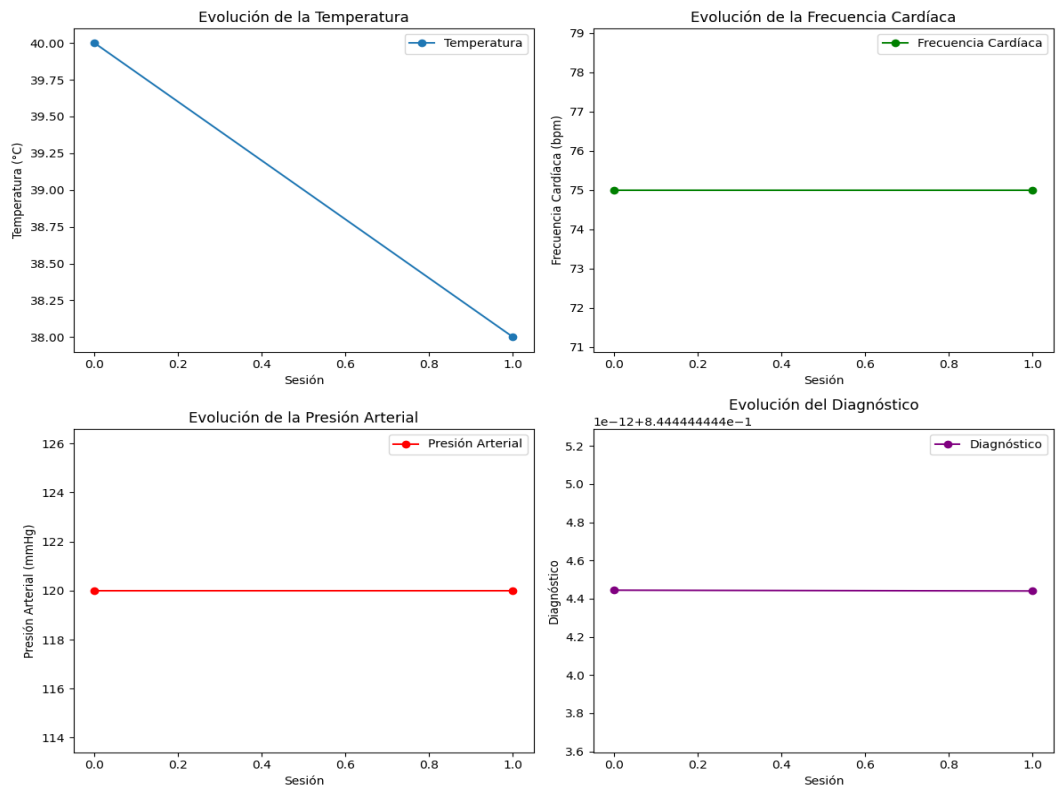 Evolución de la Temperatura
Temperatura
40.00
39.75
39.50
39.25
39.00
38.75
38.50
38.25
38.00
Temperatura (°C)
0.0 0.2 0.4 0.6 0.8 1.0
Sesión
Evolución de la Frecuencia Cardíaca
Frecuencia Cardíaca
79
78
77
76
75
74
73
72
71
Frecuencia Cardíaca (bpm)
0.0 0.2 0.4 0.6 0.8 1.0
Sesión
Evolución de la Presión Arterial
Presión Arterial
126
124
122
120
118
116
114
Presión Arterial (mmHg)
0.0 0.2 0.4 0.6 0.8 1.0
Sesión
Evolución del Diagnóstico
1e−12+8.444444444e−1
Diagnóstico
5.2
5.0
4.8
4.6
4.4
4.2
4.0
3.8
3.6
Diagnóstico
0.0 0.2 0.4 0.6 0.8 1.0
Sesión